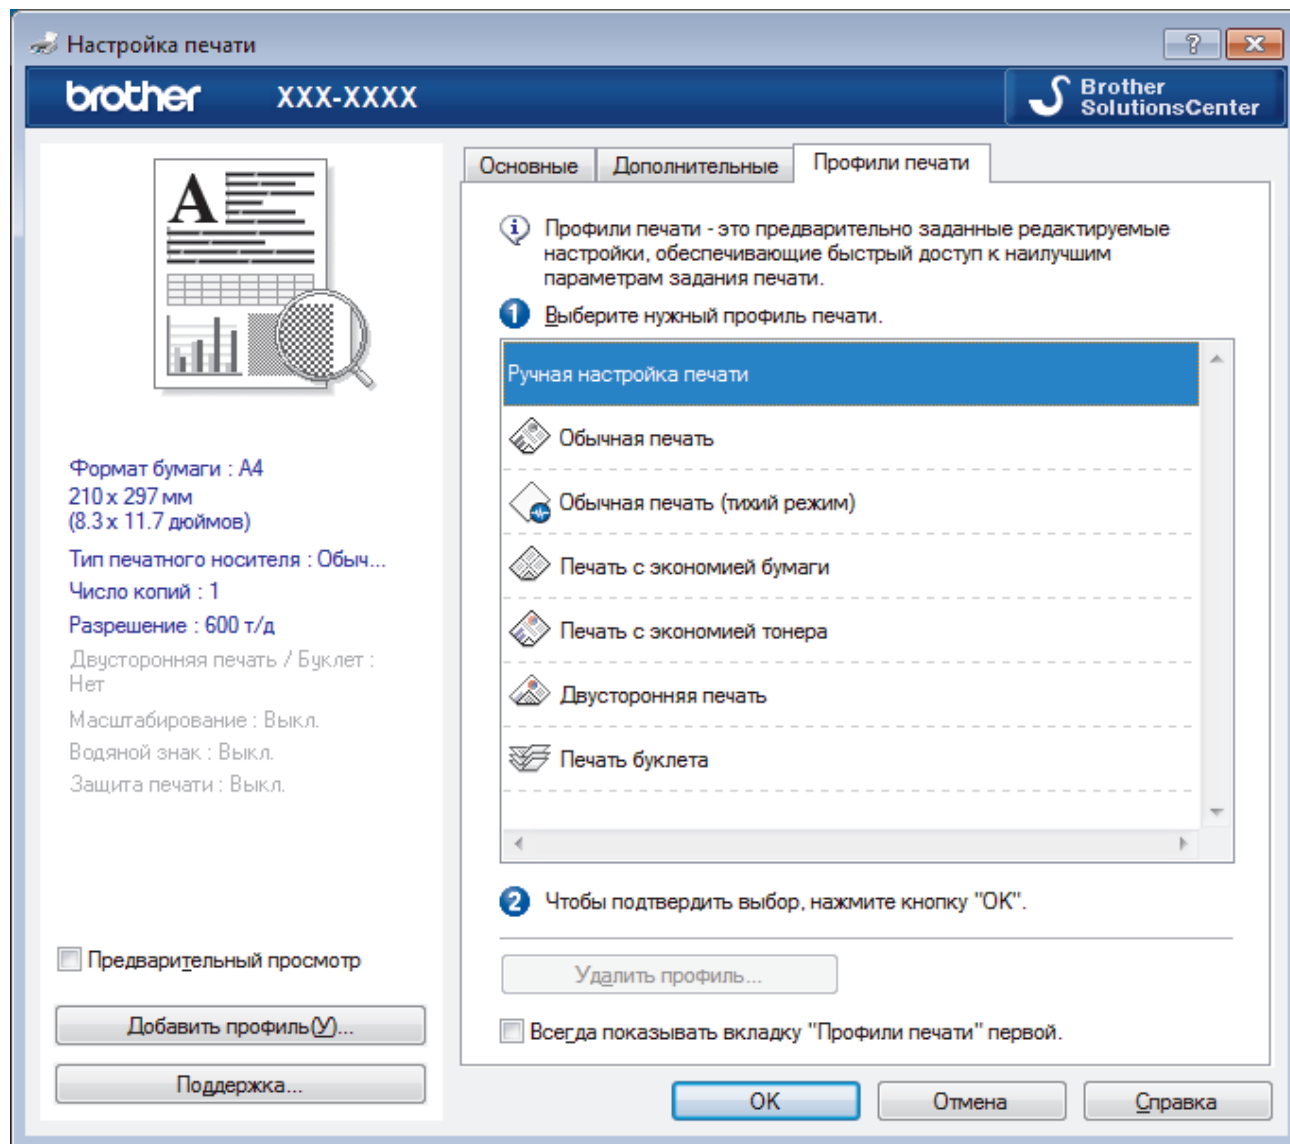 Настройка печати
brother XXX-XXXX
Brother
SolutionsCenter
Основные Дополнительные Профили печати
A
Профили печати - это предварительно заданные редактируемые
настройки, обеспечивающие быстрый доступ к наилучшим
параметрам задания печати.
1 Выберите нужный профиль печати.
Ручная настройка печати
Обычная печать
Обычная печать (тихий режим)
Печать с экономией бумаги
Печать с экономией тонера
Двусторонняя печать
Печать буклета
2 Чтобы подтвердить выбор, нажмите кнопку "OK".
Удалить профиль...
Всегда показывать вкладку "Профили печати" первой.
Формат бумаги : A4
210 x 297 мм
(8.3 x 11.7 дюймов)
Тип печатного носителя : Обыч...
Число копий : 1
Разрешение : 600 т/д
Двусторонняя печать / Буклет :
Нет
Масштабирование : Выкл.
Водяной знак : Выкл.
Защита печати : Выкл.
Предварительный просмотр
Добавить профиль(У)...
Поддержка...
OK Отмена Справка